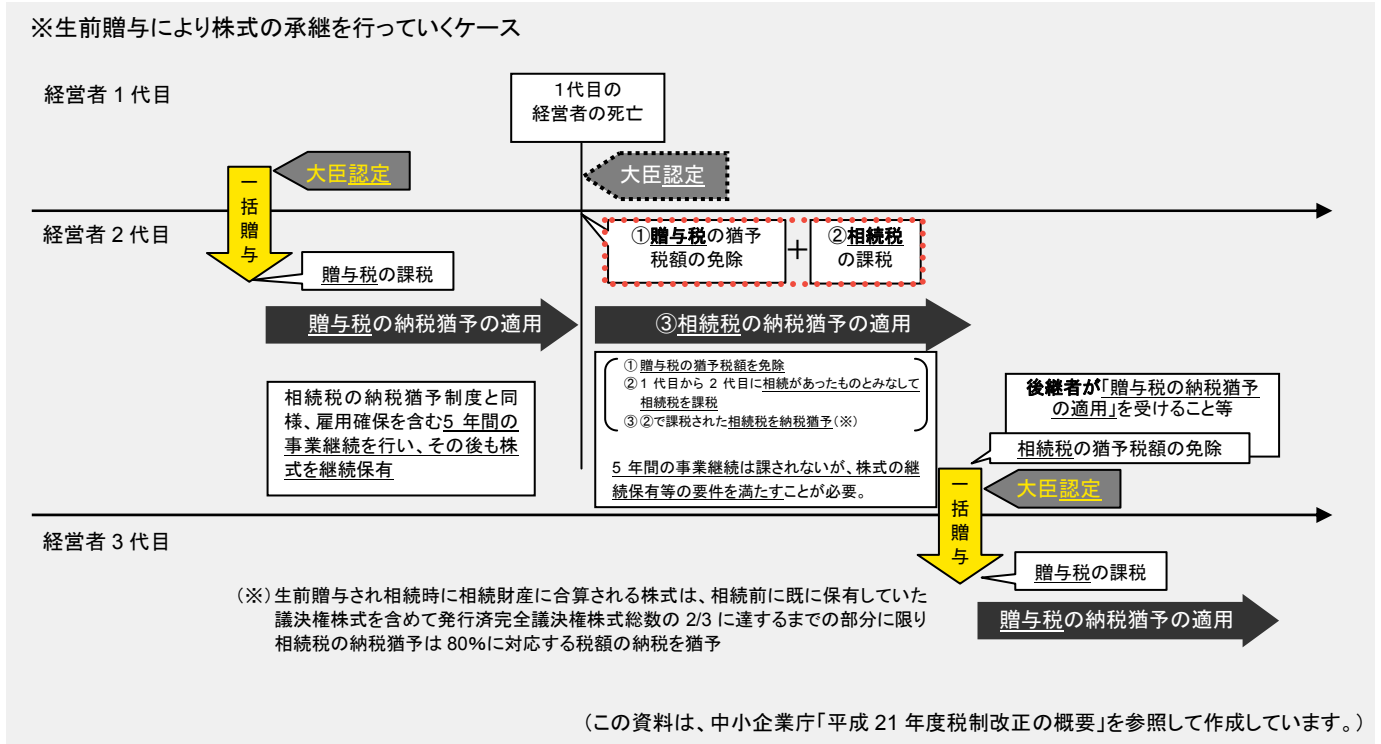 ※生前贈与により株式の承継を行っていくケース
経営者 1 代目
1代目の
経営者の死亡
大臣認定
大臣認定
一括贈与
経営者 2 代目
①贈与税の猶予
税額の免除
＋
②相続税
の課税
贈与税の課税
贈与税の納税猶予の適用
③相続税の納税猶予の適用
相続税の納税猶予制度と同
様、雇用確保を含む5 年間の
事業継続を行い、その後も株
式を継続保有
① 贈与税の猶予税額を免除
② 1 代目から 2 代目に相続があったものとみなして
相続税を課税
③ ②で課税された相続税を納税猶予(※)
5 年間の事業継続は課されないが、株式の継
続保有等の要件を満たすことが必要。
後継者が「贈与税の納税猶予
の適用」を受けること等
相続税の猶予税額の免除
大臣認定
一括贈与
経営者 3 代目
贈与税の課税
贈与税の納税猶予の適用
(※) 生前贈与され相続時に相続財産に合算される株式は、相続前に既に保有していた
議決権株式を含めて発行済完全議決権株式総数の 2/3 に達するまでの部分に限り
相続税の納税猶予は 80%に対応する税額の納税を猶予
(この資料は、中小企業庁「平成 21 年度税制改正の概要」を参照して作成しています。)